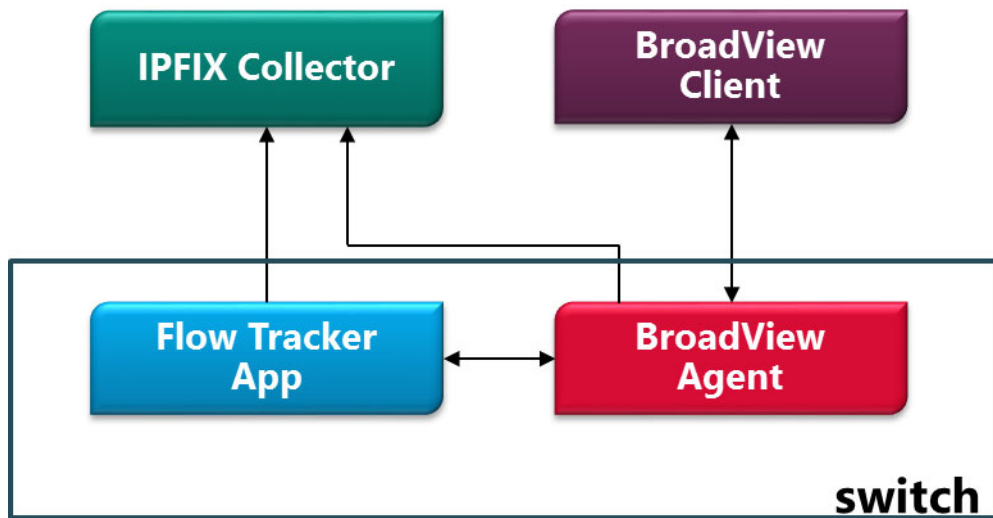 IPFIX Collector
BroadView
Client
Flow Tracker
App
BroadView
Agent
switch